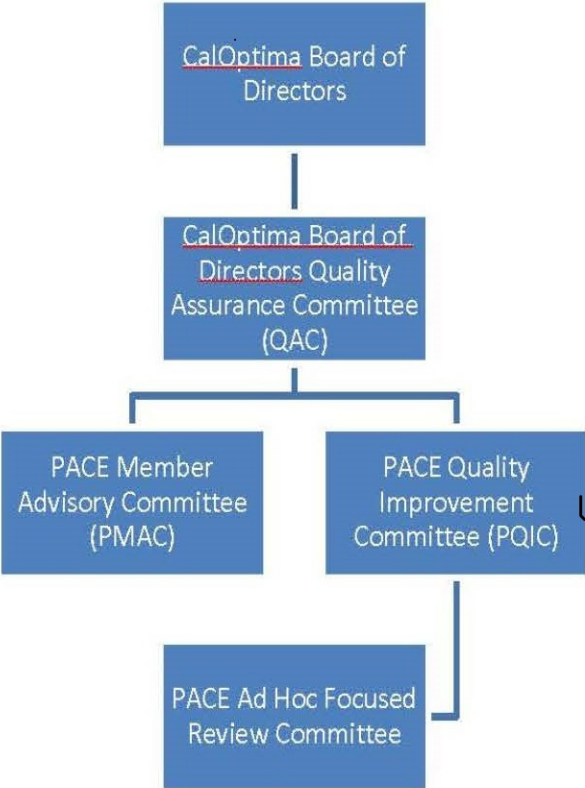 CalOptima Board of
Directors
CalOptima Board of
Directors Quality
Assurance Committee
(QAC)
PACE Member
Advisory Committee
(PMAC)
PACE Quality
Improvement
Committee (PQIC)
PACE Ad Hoc Focused
Review Committee